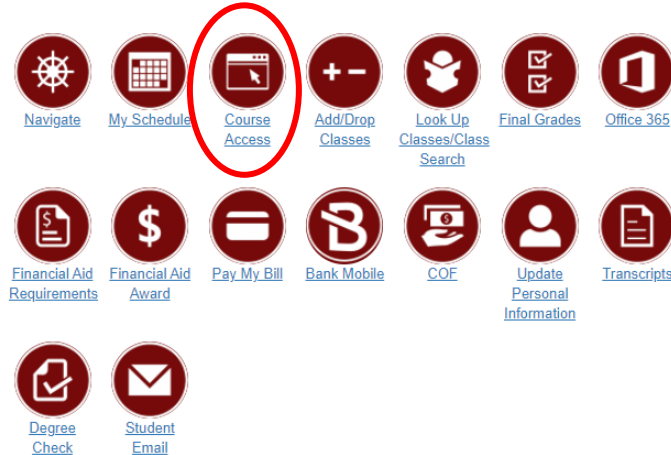 Navigate
My Schedule
Course
Access
Add/Drop
Classes
Look Up
Classes/Class
Search
Final Grades
Office 365
Financial Aid
Requirements
Financial Aid
Award
Pay My Bill
Bank Mobile
COF
Update
Personal
Information
Transcripts
Degree
Check
Student
Email